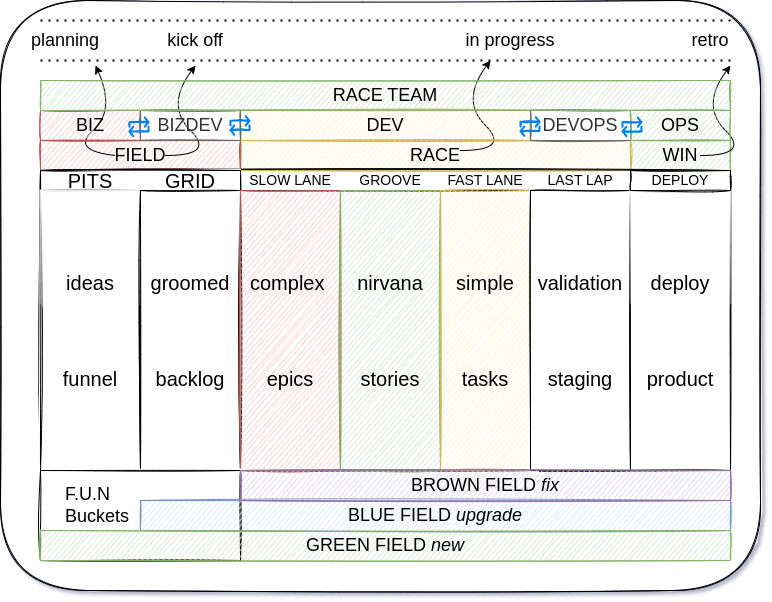 planning kick off in progress retro
RACE TEAM
BIZ BIZDEV DEV DEVOPS OPS
FIELD RACE WIN
PITS GRID SLOW LANE GROOVE FAST LANE LAST LAP DEPLOY
ideas groomed complex nirvana simple validation deploy
funnel backlog epics stories tasks staging product
BROWN FIELD fix
F.U.N
Buckets
BLUE FIELD upgrade
GREEN FIELD new